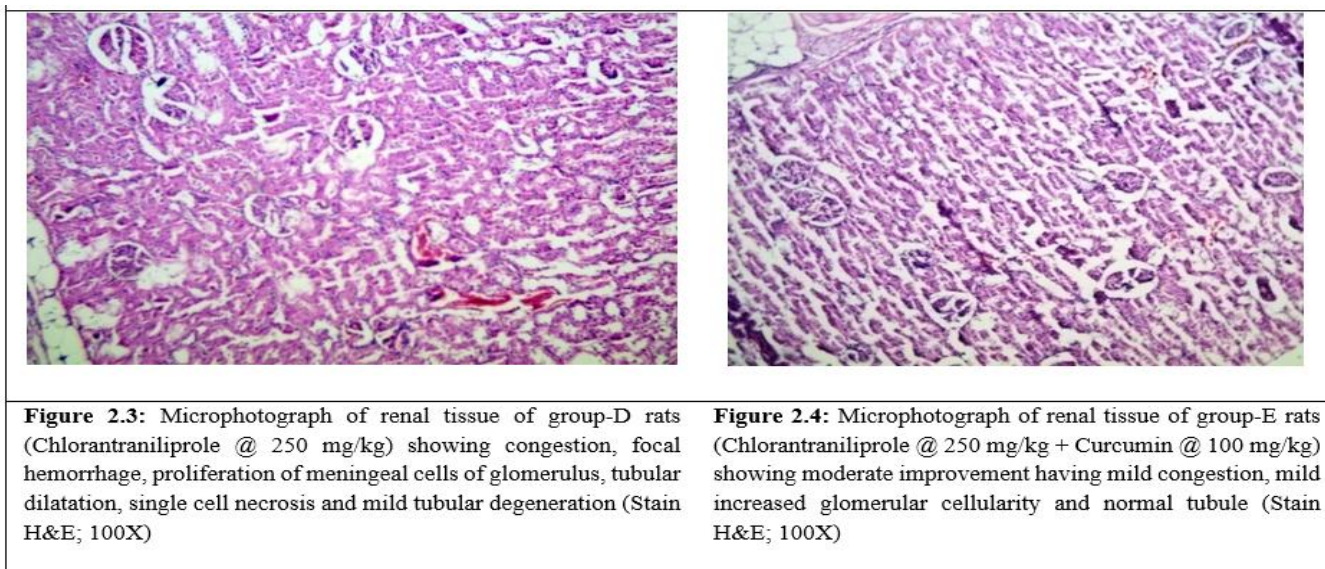 Figure 2.3: Microphotograph of renal tissue of group-D rats
(Chlorantraniliprole @ 250 mg/kg) showing congestion, focal
hemorrhage, proliferation of meningeal cells of glomerulus, tubular
dilatation, single cell necrosis and mild tubular degeneration (Stain
H&E; 100X)
Figure 2.4: Microphotograph of renal tissue of group-E rats
(Chlorantraniliprole @ 250 mg/kg + Curcumin @ 100 mg/kg)
showing moderate improvement having mild congestion, mild
increased glomerular cellularity and normal tubule (Stain
H&E; 100X)